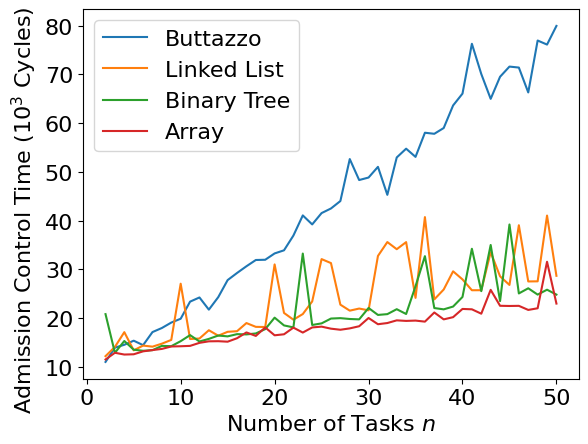 Admission Control Time (10³ Cycles)
80
70
60
50
40
30
20
10
Buttazzo
Linked List
Binary Tree
Array
0 10 20 30 40 50
Number of Tasks n